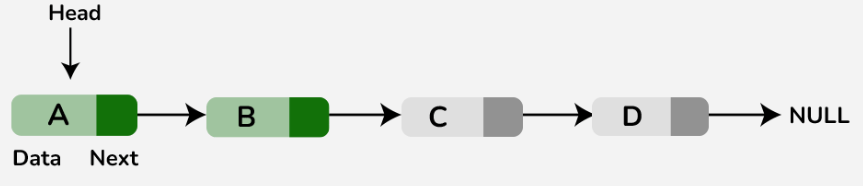 Head
A B C D NULL
Data Next